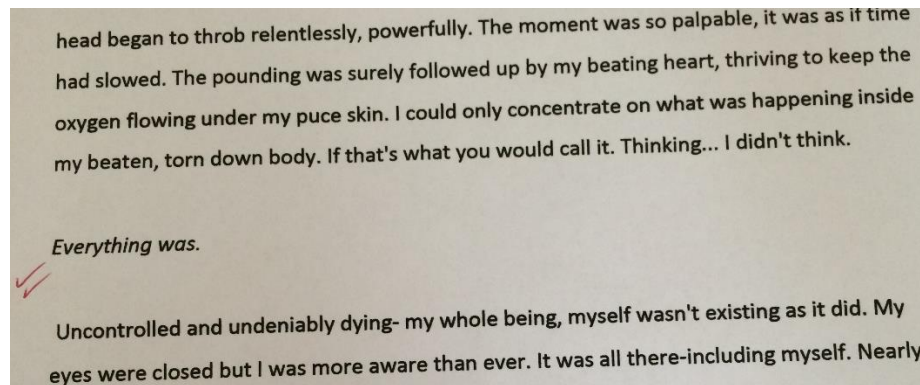 head began to throb relentlessly, powerfully. The moment was so palpable, it was as if time
had slowed. The pounding was surely followed up by my beating heart, thriving to keep the
oxygen flowing under my puce skin. I could only concentrate on what was happening inside
my beaten, torn down body. If that's what you would call it. Thinking... I didn't think.
Everything was.
Uncontrolled and undeniably dying- my whole being, myself wasn't existing as it did. My
eyes were closed but I was more aware than ever. It was all there-including myself. Nearly